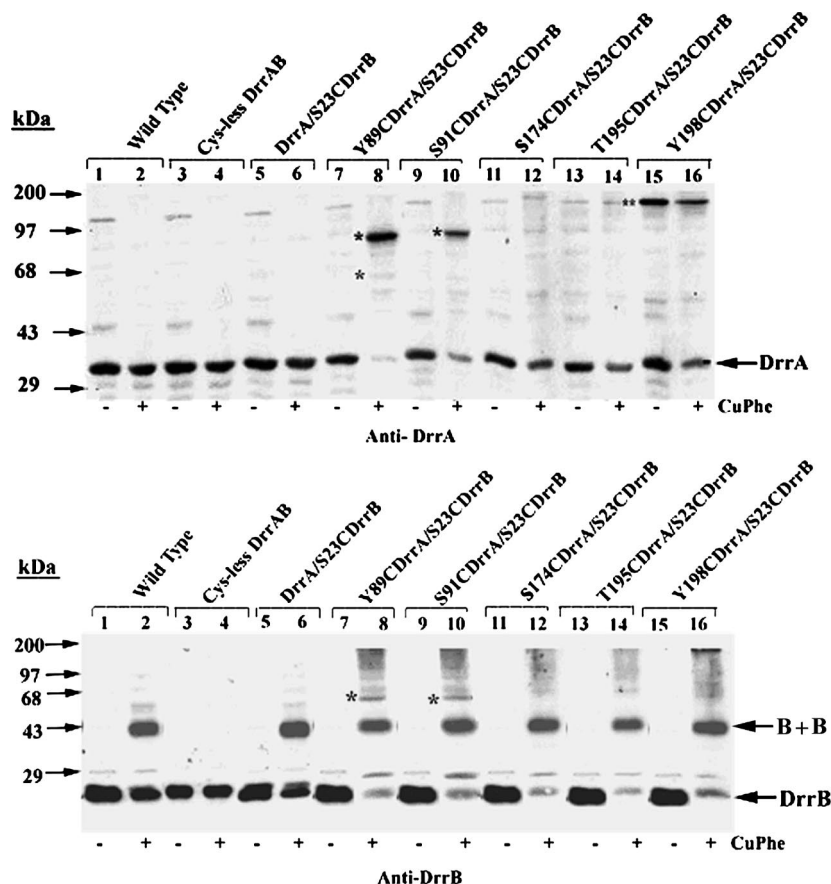 Wild Type
Cys-less DrrAB
DrrA/S23CDrrB
Y89CDrrA/S23CDrrB
S91CDrrA/S23CDrrB
S174CDrrA/S23CDrrB
T195CDrrA/S23CDrrB
Y198CDrrA/S23CDrrB
kDa
1 2 3 4 5 6 7 8 9 10 11 12 13 14 15 16
200
97
68
43
29
* * * **
DrrA
- + - + - + - + - + - + - + - + CuPhe
Anti- DrrA
Wild Type
Cys-less DrrAB
DrrA/S23CDrrB
Y89CDrrA/S23CDrrB
S91CDrrA/S23CDrrB
S174CDrrA/S23CDrrB
T195CDrrA/S23CDrrB
Y198CDrrA/S23CDrrB
kDa
1 2 3 4 5 6 7 8 9 10 11 12 13 14 15 16
200
97
68
43
29
* *
B+B
DrrB
- + - + - + - + - + - + - + - + CuPhe
Anti-DrrB